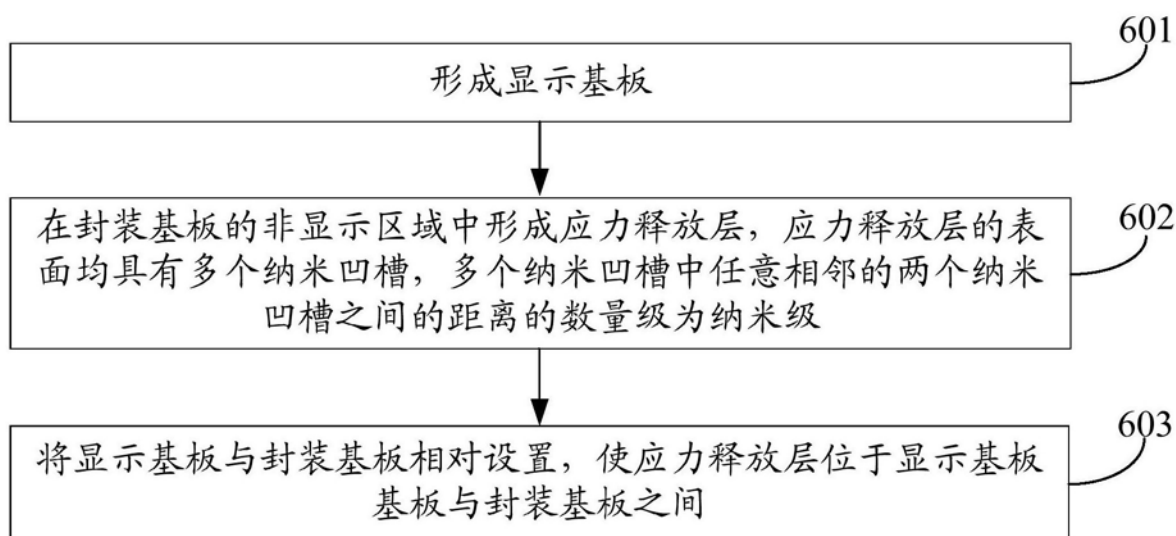 601
形成显示基板
602
在封装基板的非显示区域中形成应力释放层，应力释放层的表
面均具有多个纳米凹槽，多个纳米凹槽中任意相邻的两个纳米
凹槽之间的距离的数量级为纳米级
603
将显示基板与封装基板相对设置，使应力释放层位于显示基板
基板与封装基板之间